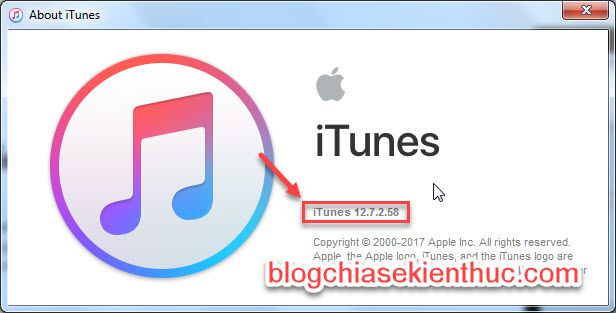 About iTunes
iTunes
iTunes 12.7.2.58
Copyright © 2000-2017 Apple Inc. All rights reserved.
Apple, the Apple logo, iTunes, and the iTunes logo are
blogchiasekienthuc.com